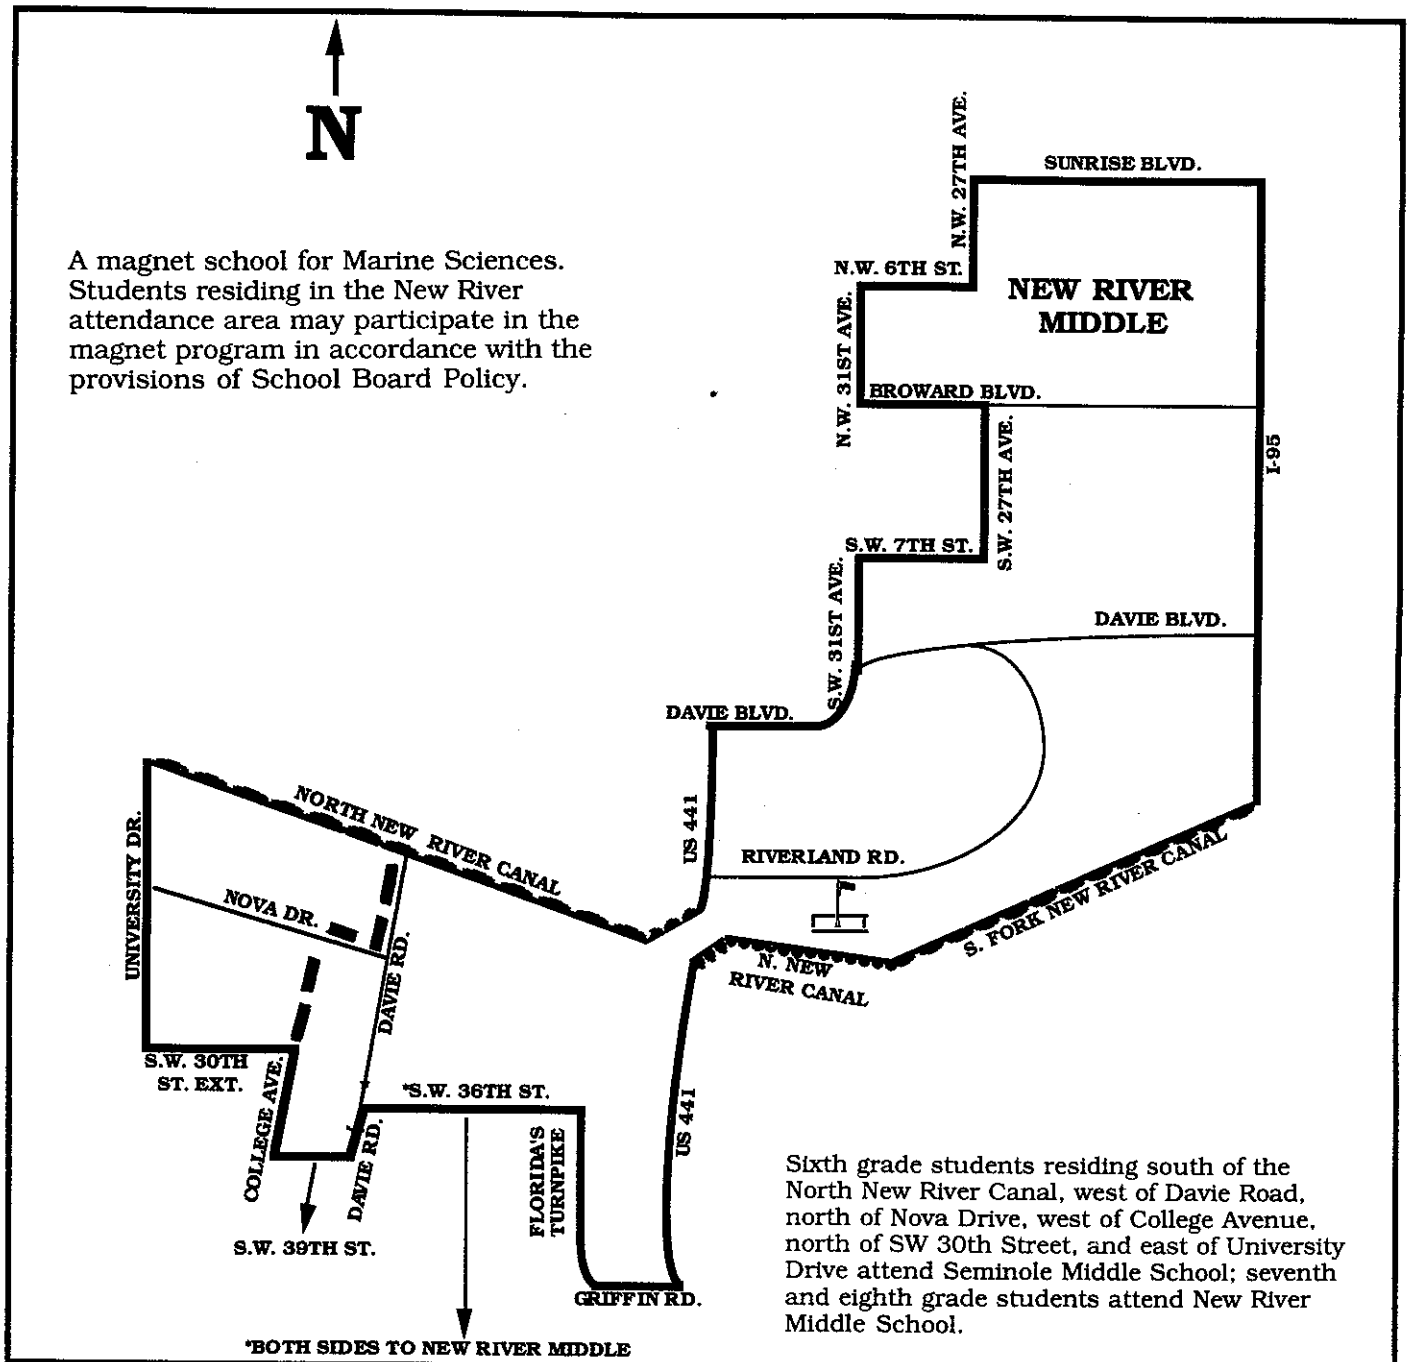 N
N.W. 27TH AVE.
SUNRISE BLVD.
A magnet school for Marine Sciences.
Students residing in the New River
attendance area may participate in the
magnet program in accordance with the
provisions of School Board Policy.
N.W. 6TH ST.
NEW RIVER
MIDDLE
N.W. 31ST AVE.
BROWARD BLVD.
I-95
S.W. 27TH AVE.
S.W. 7TH ST.
S.W. 31ST AVE.
DAVIE BLVD.
DAVIE BLVD.
NORTH NEW RIVER CANAL
US 441
UNIVERSITY DR.
RIVERLAND RD.
NOVA DR.
S. FORK NEW RIVER CANAL
DAVIE RD.
N. NEW
RIVER CANAL
S.W. 30TH
ST. EXT.
COLLEGE AVE.
*S.W. 36TH ST.
US 441
DAVIE RD.
FLORIDA'S
TURNPIKE
S.W. 39TH ST.
GRIFFIN RD.
*BOTH SIDES TO NEW RIVER MIDDLE
Sixth grade students residing south of the
North New River Canal, west of Davie Road,
north of Nova Drive, west of College Avenue,
north of SW 30th Street, and east of University
Drive attend Seminole Middle School; seventh
and eighth grade students attend New River
Middle School.